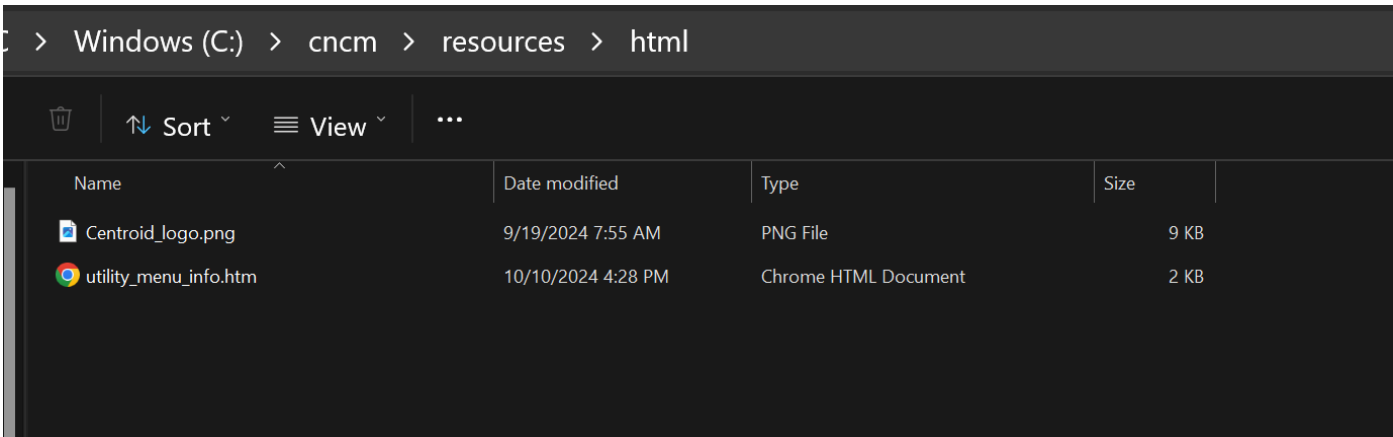 > Windows (C:) > cncm > resources > html
Sort View ...
Name Date modified Type Size
Centroid_logo.png 9/19/2024 7:55 AM PNG File 9 KB
utility_menu_info.htm 10/10/2024 4:28 PM Chrome HTML Document 2 KB